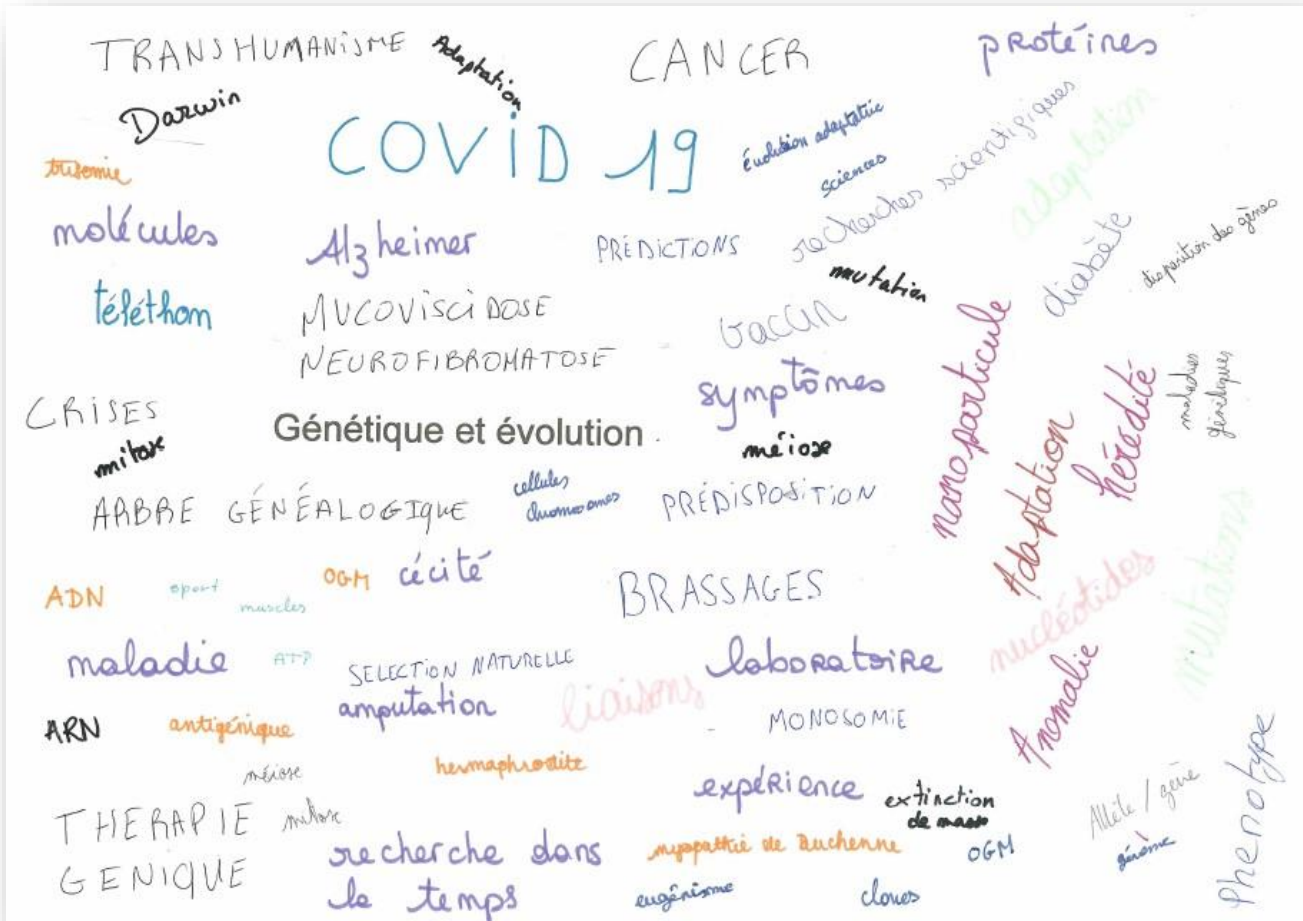 TRANSHUMANISME
Adaptation
CANCER
protéines
Darwin
COVID 19
évolution adaptative
sciences
recherches scientifiques
adaptation
trisomie
molécules
Alzheimer
PRÉDICTIONS
mutation
diabète
disparition des gènes
téléthon
MUCOVISCIDOSE
NEUROFIBROMATOSE
vaccin
symptômes
nanoparticule
hérédité
maladies
génétiques
CRISES
mitose
Génétique et évolution
méiose
Adaptation
ARBRE GÉNÉALOGIQUE
cellules
chromosomes
PRÉDISPOSITION
ADN
sport
muscles
OGM
cécité
BRASSAGES
nucléotides
mutations
maladie
ATP
SELECTION NATURELLE
amputation
liaisons
laboratoire
Anomalie
ARN
antigénique
MONOSOMIE
méiose
hermaphrodite
expérience
extinction
de masse
Allèle / gène
génome
Phenotype
THERAPIE
GENIQUE
mitose
recherche dans
le temps
myopathie de Duchenne
OGM
eugénisme
clones